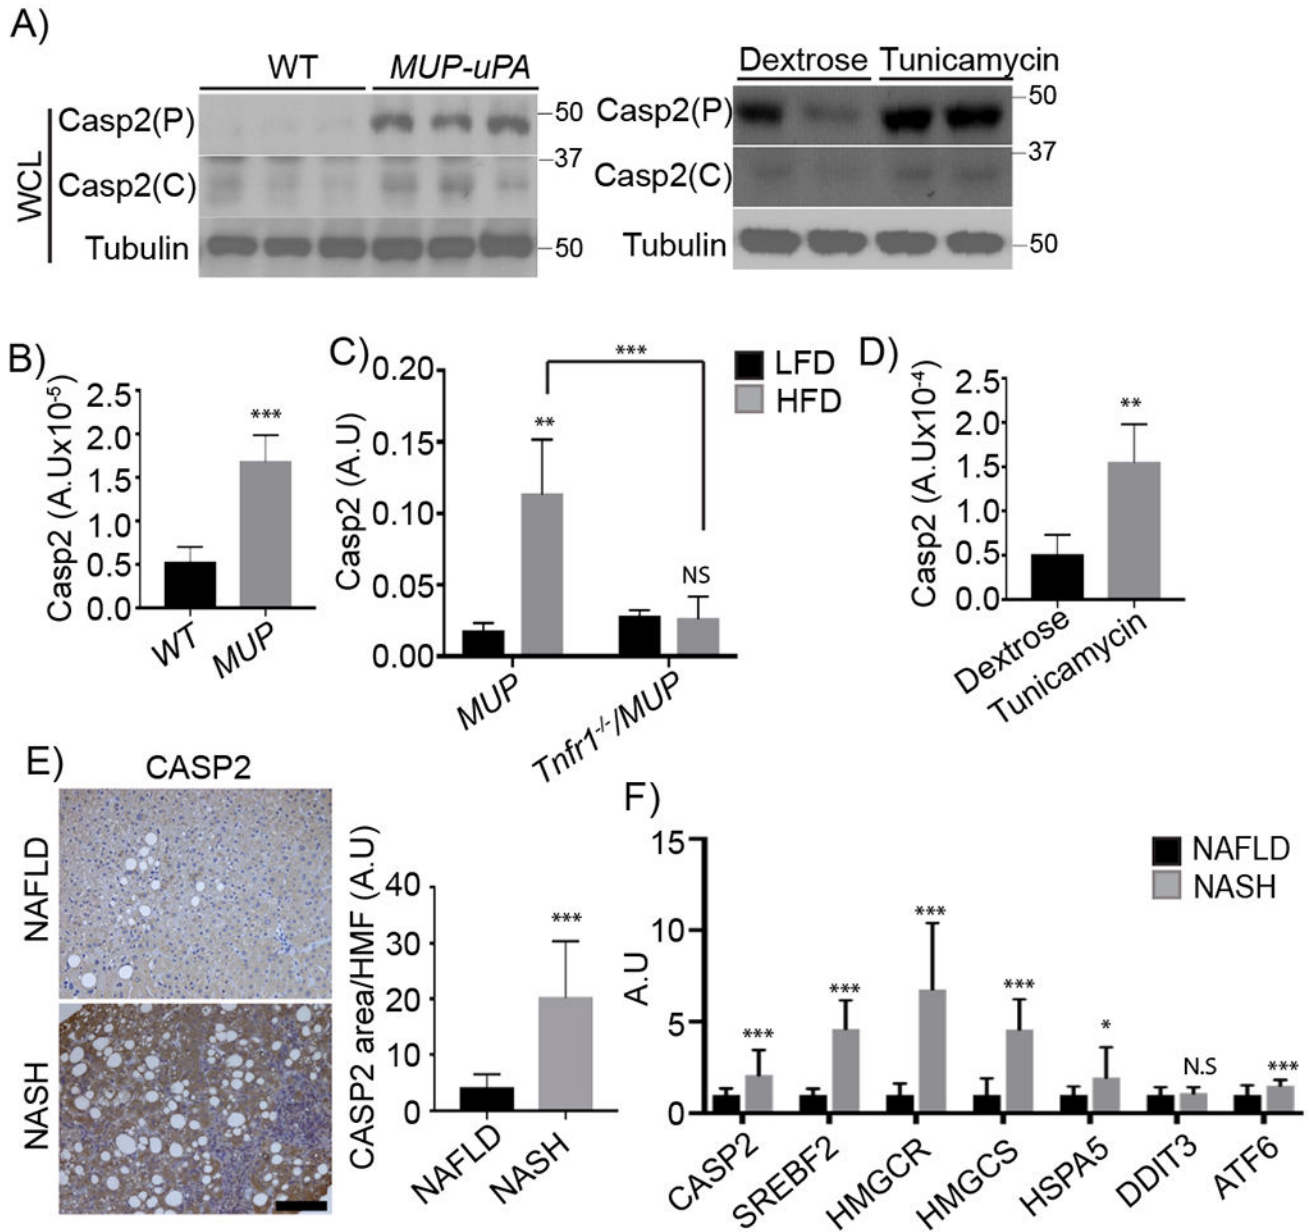 A)
WT MUP-uPA
WCL
Casp2(P)
50
37
Casp2(C)
Tubulin
50
Dextrose Tunicamycin
Casp2(P)
50
37
Casp2(C)
Tubulin
50
B)
Casp2 (A.Ux10-5)
2.5
2.0
1.5
1.0
0.5
0.0
***
WT
MUP
C)
Casp2 (A.U)
0.20
0.15
0.10
0.05
0.00
***
**
NS
LFD
HFD
MUP
Tnfr1-/-/MUP
D)
Casp2 (A.Ux10-4)
2.5
2.0
1.5
1.0
0.5
0.0
**
Dextrose
Tunicamycin
E)
CASP2
NAFLD
NASH
CASP2 area/HMF (A.U)
40
30
20
10
0
***
NAFLD
NASH
F)
A.U
15
10
5
0
NAFLD
NASH
***
***
***
***
*
N.S
***
CASP2
SREBF2
HMGCR
HMGCS
HSPA5
DDIT3
ATF6